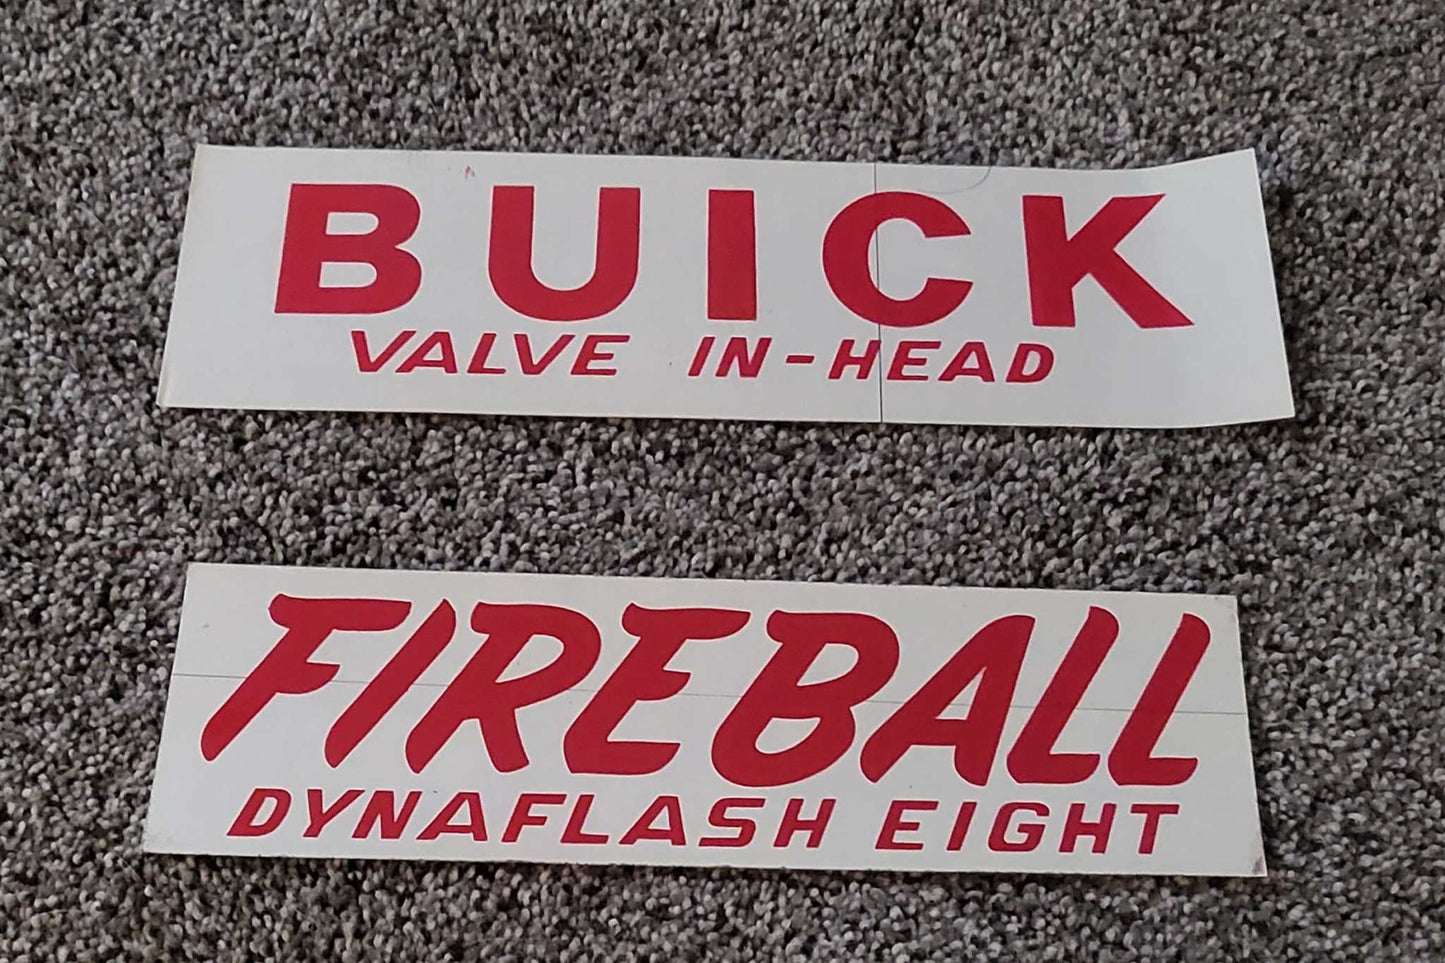 BUICK
VALVE IN-HEAD
FIREBALL
DYNAFLASH EIGHT